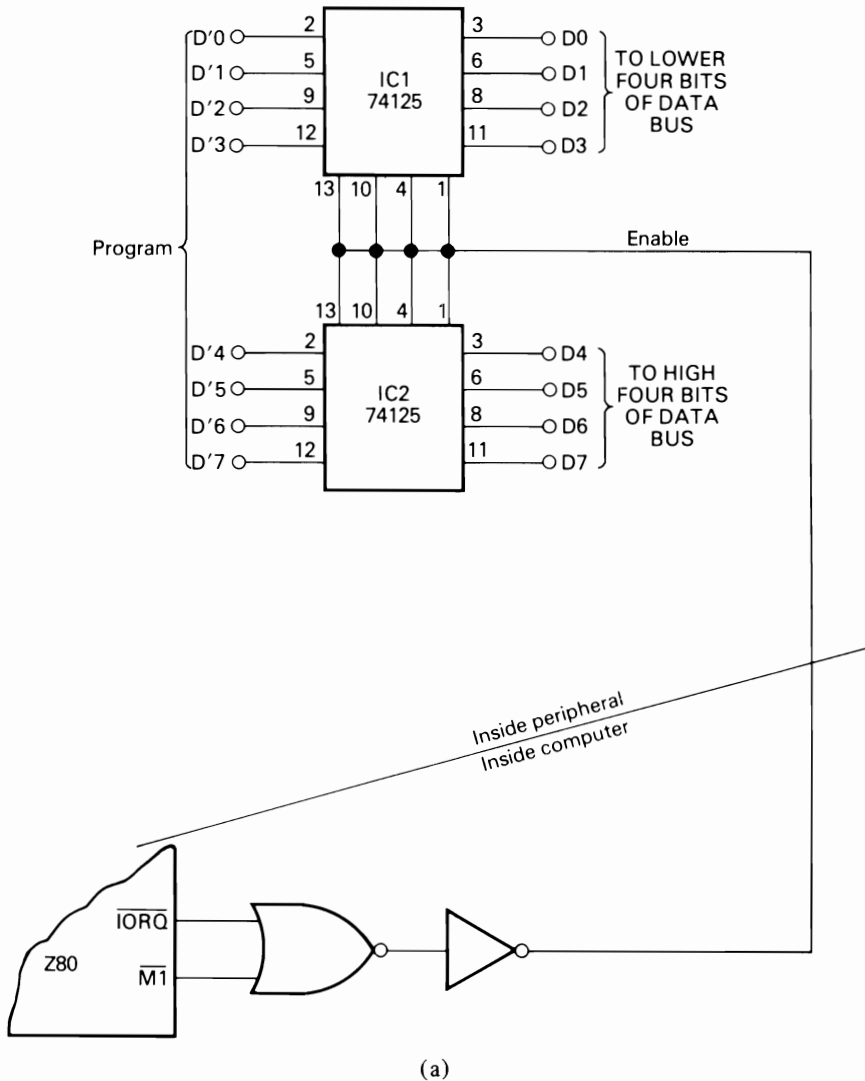 D'0 2 3 D0
D'1 5 6 D1
D'2 9 8 D2
D'3 12 11 D3
IC1
74125
TO LOWER
FOUR BITS
OF DATA
BUS
13 10 4 1
Program
Enable
13 10 4 1
D'4 2 3 D4
D'5 5 6 D5
D'6 9 8 D6
D'7 12 11 D7
IC2
74125
TO HIGH
FOUR BITS
OF DATA
BUS
Inside peripheral
Inside computer
Z80
I̅O̅R̅Q̅
M̅1̅
(a)